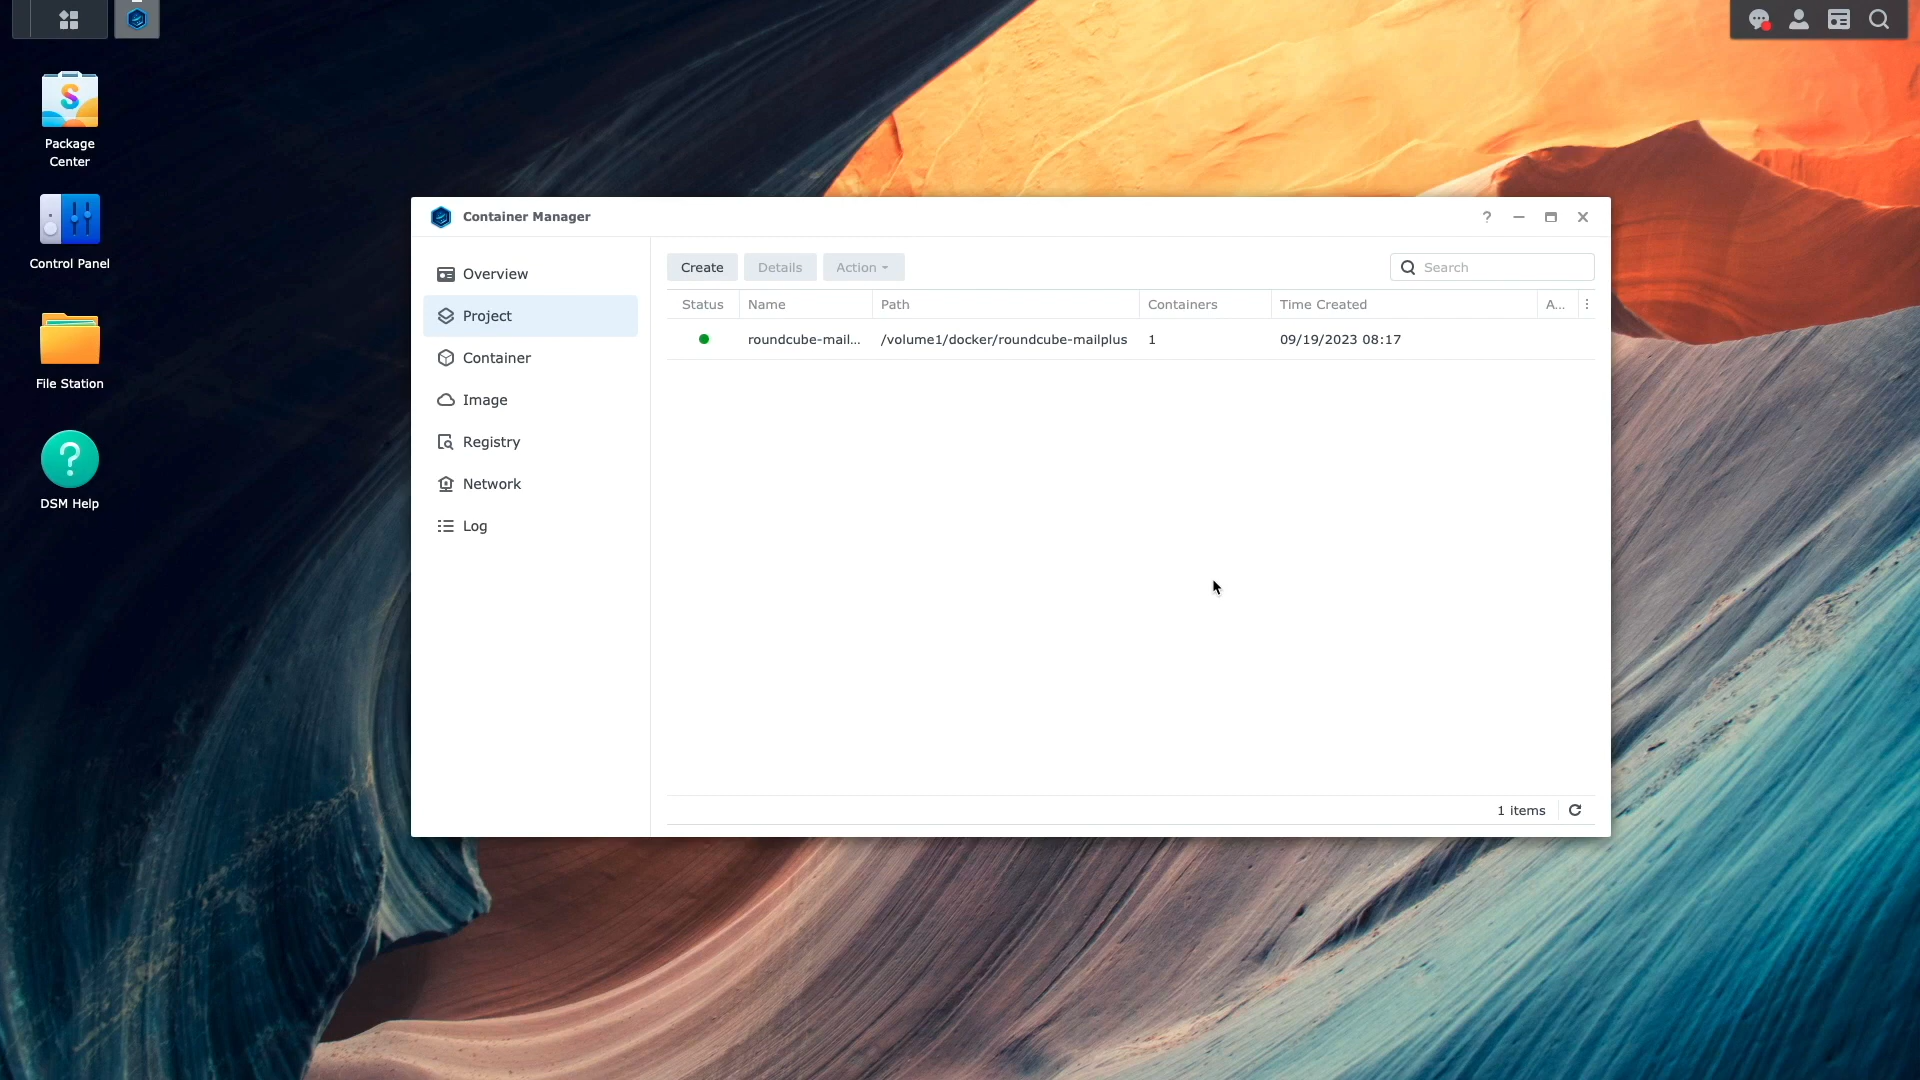 Package
Center
Control Panel
File Station
DSM Help
Container Manager
Overview
Project
Container
Image
Registry
Network
Log
Create Details Action Search
Status Name Path Containers Time Created A...
roundcube-mail... /volume1/docker/roundcube-mailplus 1 09/19/2023 08:17
1 items